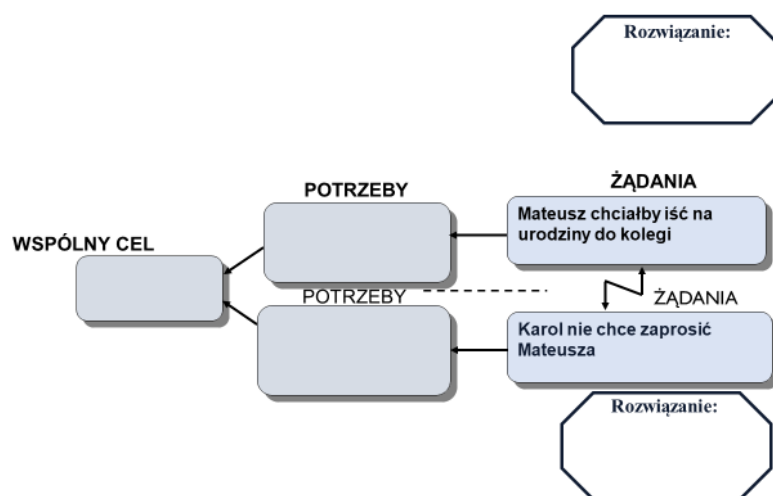 Rozwiązanie:
ŻĄDANIA
POTRZEBY
Mateusz chciałby iść na
urodziny do kolegi
WSPÓLNY CEL
POTRZEBY
ŻĄDANIA
Karol nie chce zaprosić
Mateusza
Rozwiązanie: